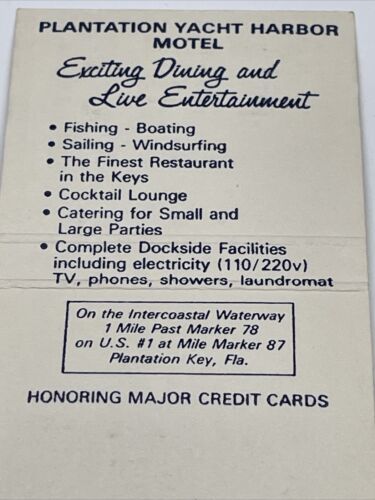 PLANTATION YACHT HARBOR
MOTEL
Exciting Dining and
Live Entertainment
• Fishing - Boating
• Sailing - Windsurfing
• The Finest Restaurant
in the Keys
• Cocktail Lounge
• Catering for Small and
Large Parties
• Complete Dockside Facilities
including electricity (110/220v)
TV, phones, showers, laundromat
On the Intercoastal Waterway
1 Mile Past Marker 78
on U.S. #1 at Mile Marker 87
Plantation Key, Fla.
HONORING MAJOR CREDIT CARDS